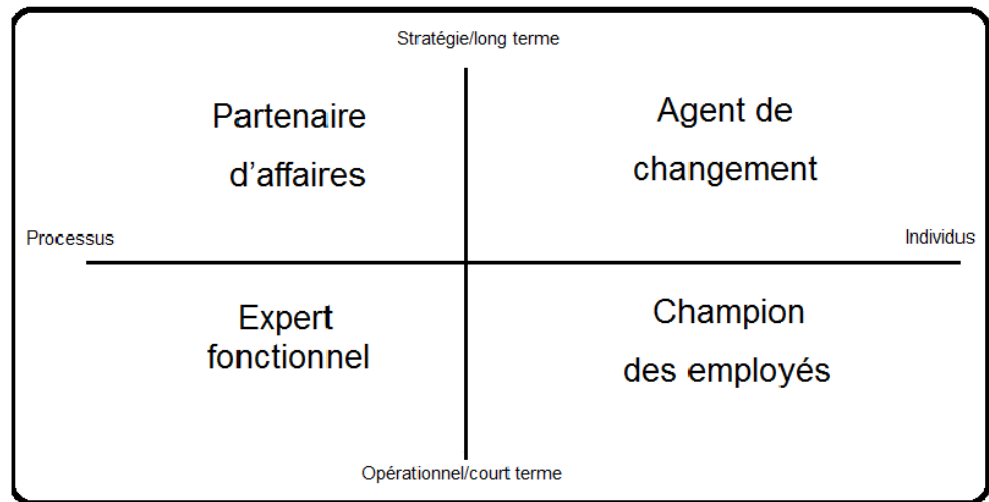 Stratégie/long terme
Partenaire
d’affaires
Agent de
changement
Processus
Individus
Expert
fonctionnel
Champion
des employés
Opérationnel/court terme